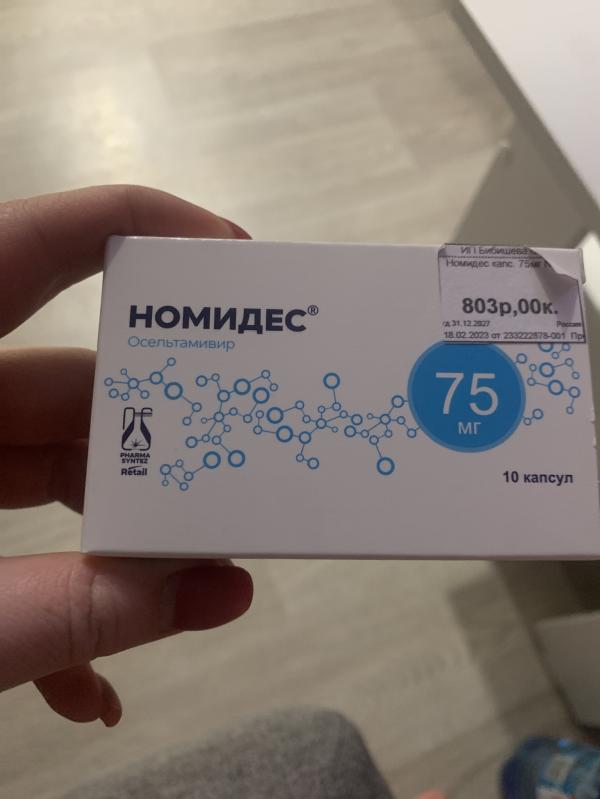 ИП Бибишева
Номидес капс. 75мг
803р,00к.
31.12.2027 Россия
18.02.2023 от 233222878-001
НОМИДЕС®
Осельтамивир
75
мг
PHARMA
SYNTEZ
Retail
10 капсул